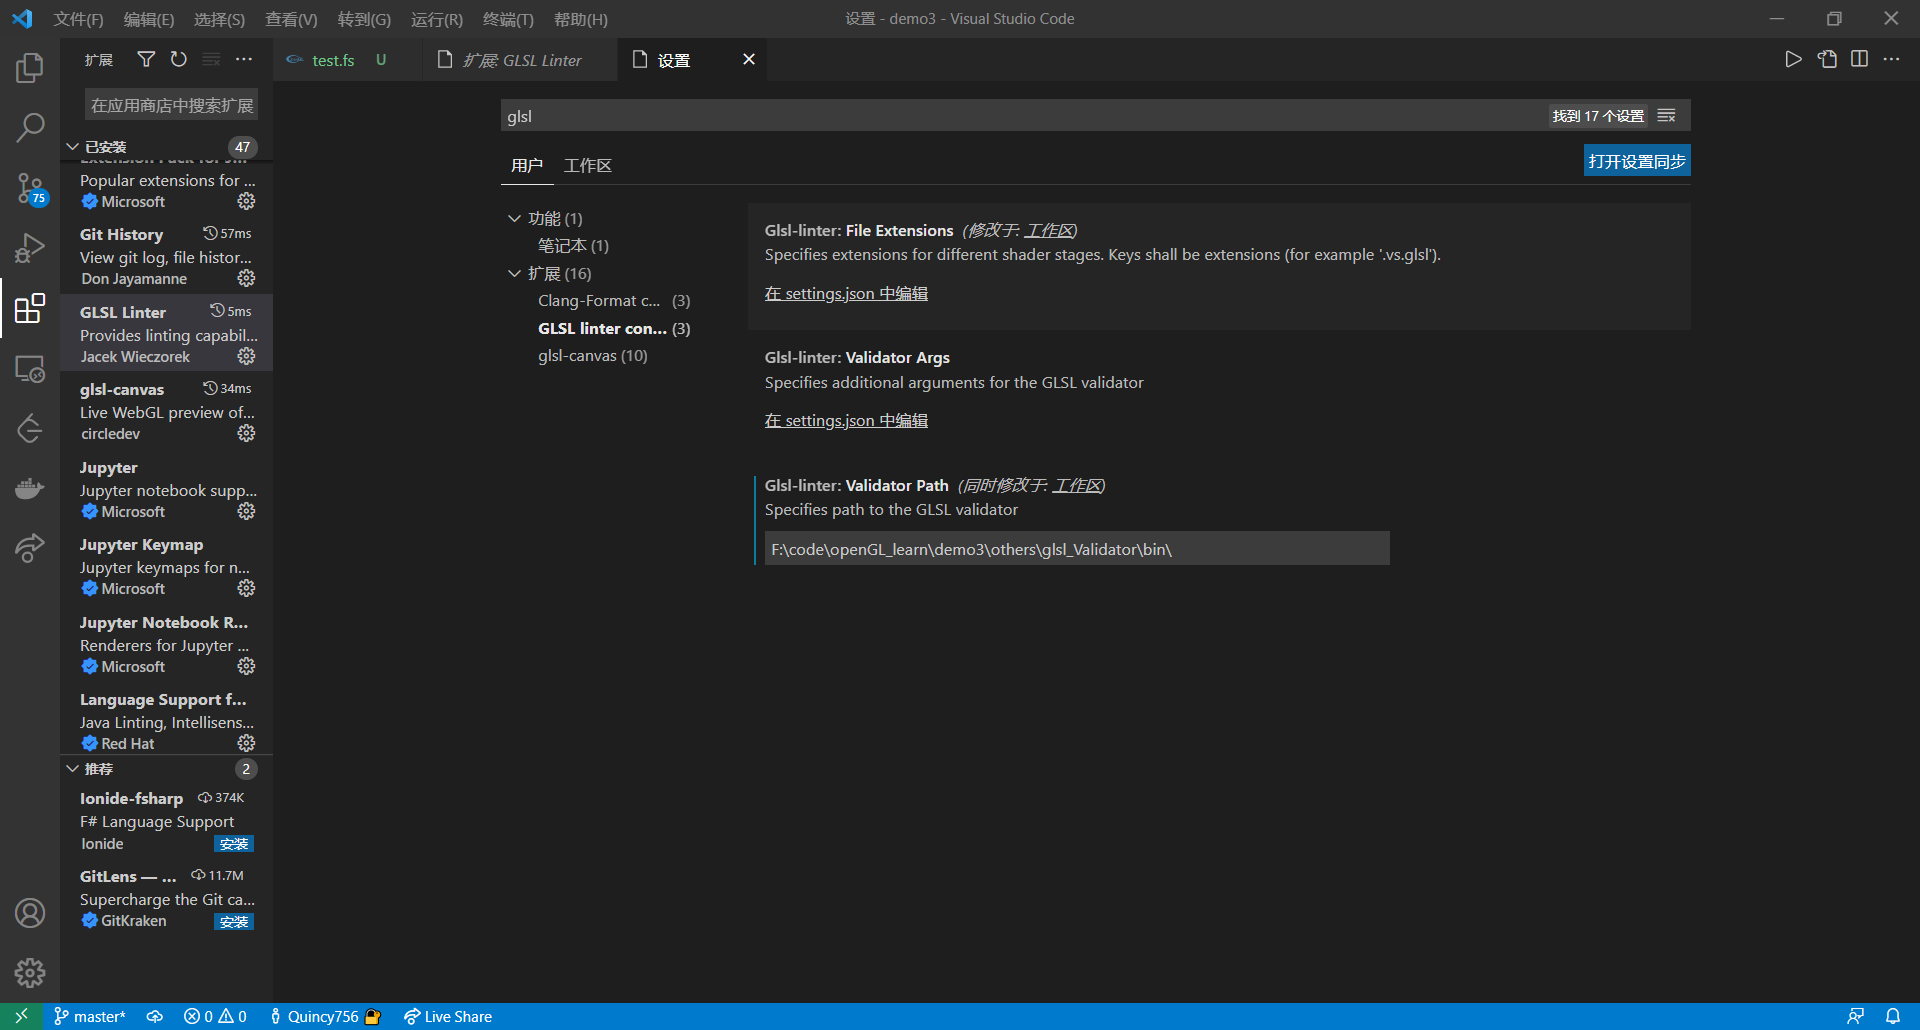 文件(F) 编辑(E) 选择(S) 查看(V) 转到(G) 运行(R) 终端(T) 帮助(H) 设置 - demo3 - Visual Studio Code
扩展
test.fs U
扩展: GLSL Linter
设置
在应用商店中搜索扩展
已安装 47
Popular extensions for ...
Microsoft
Git History 57ms
View git log, file histor...
Don Jayamanne
GLSL Linter 5ms
Provides linting capabil...
Jacek Wieczorek
glsl-canvas 34ms
Live WebGL preview of...
circledev
Jupyter
Jupyter notebook supp...
Microsoft
Jupyter Keymap
Jupyter keymaps for n...
Microsoft
Jupyter Notebook R...
Renderers for Jupyter ...
Microsoft
Language Support f...
Java Linting, Intellisens...
Red Hat
推荐 2
Ionide-fsharp 374K
F# Language Support
Ionide 安装
GitLens — ... 11.7M
Supercharge the Git ca...
GitKraken 安装
75
glsl 找到 17 个设置
用户 工作区 打开设置同步
功能 (1)
笔记本 (1)
扩展 (16)
Clang-Format c... (3)
GLSL linter con... (3)
glsl-canvas (10)
Glsl-linter: File Extensions (修改于: 工作区)
Specifies extensions for different shader stages. Keys shall be extensions (for example '.vs.glsl').
在 settings.json 中编辑
Glsl-linter: Validator Args
Specifies additional arguments for the GLSL validator
在 settings.json 中编辑
Glsl-linter: Validator Path (同时修改于: 工作区)
Specifies path to the GLSL validator
F:\code\openGL_learn\demo3\others\glsl_Validator\bin\
master* 0 0 Quincy756 Live Share